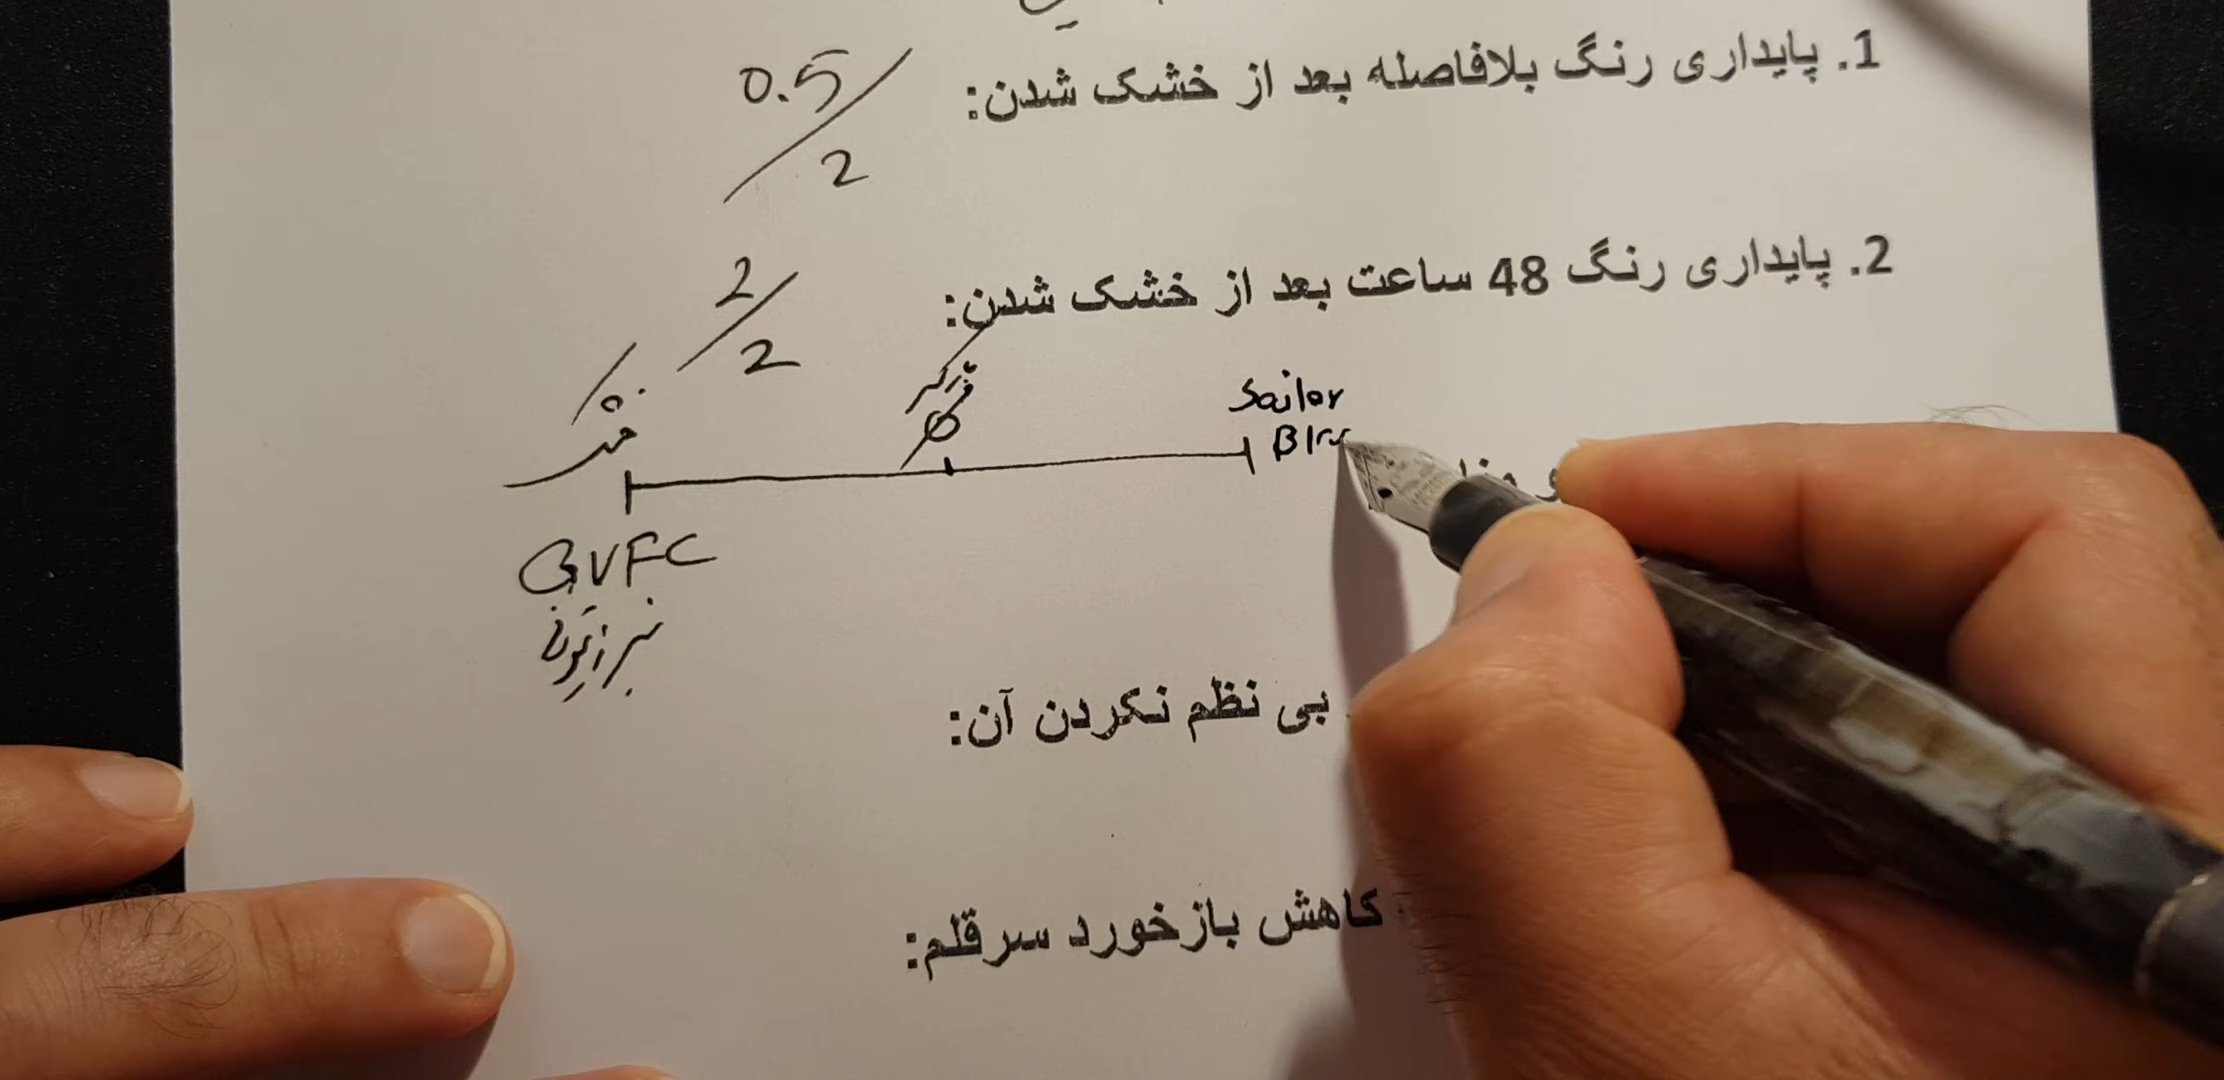 1. پایداری رنگ بلافاصله بعد از خشک شدن:
0.5/2
2. پایداری رنگ 48 ساعت بعد از خشک شدن:
2/2
Sailor
GVFC
بی نظم نکردن آن:
کاهش بازخورد سرقلم: